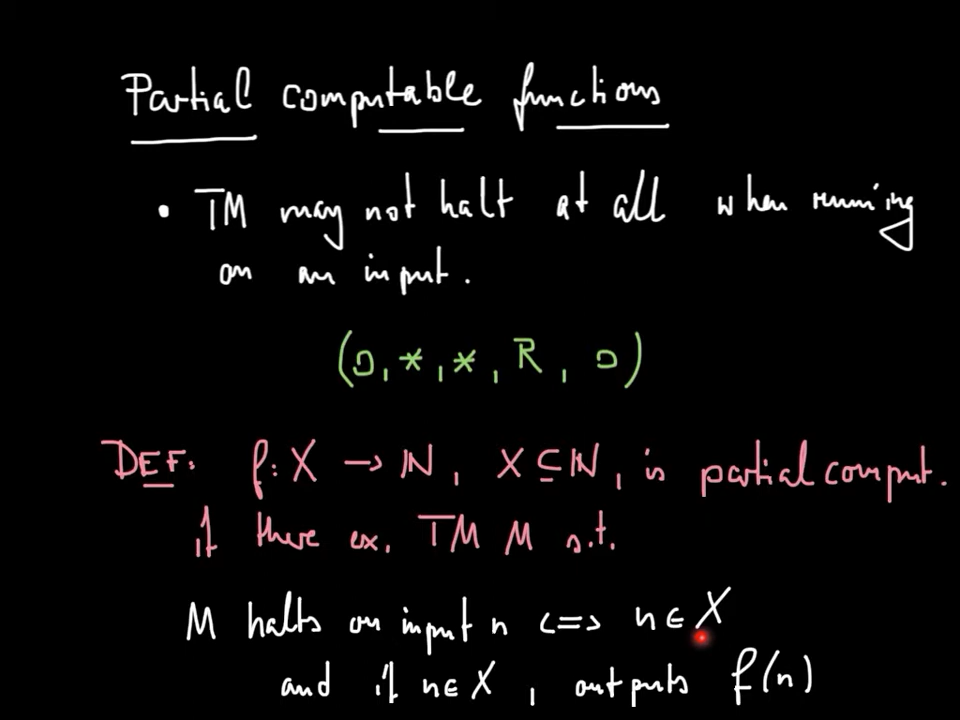 Partial computable functions
• TM may not halt at all when running
on an input.
(0, *, *, R, 0)
DEF: f: X → ℕ, X ⊆ ℕ, is partial comput.
if there ex. TM M s.t.
M halts on input n <=> n ∈ X
and if n ∈ X, outputs f(n)